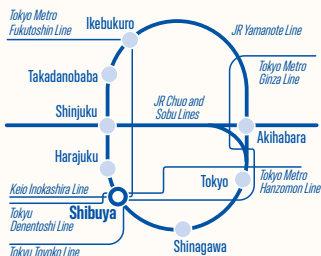 Tokyo Metro
Fukutoshin Line
Ikebukuro
JR Yamanote Line
Takadanobaba
Tokyo Metro
Ginza Line
Shinjuku
JR Chuo and
Sobu Lines
Akihabara
Harajuku
Tokyo
Tokyo Metro
Hanzomon Line
Keio Inokashira Line
Shibuya
Tokyu
Denentoshi Line
Tokyu Toyoko Line
Shinagawa